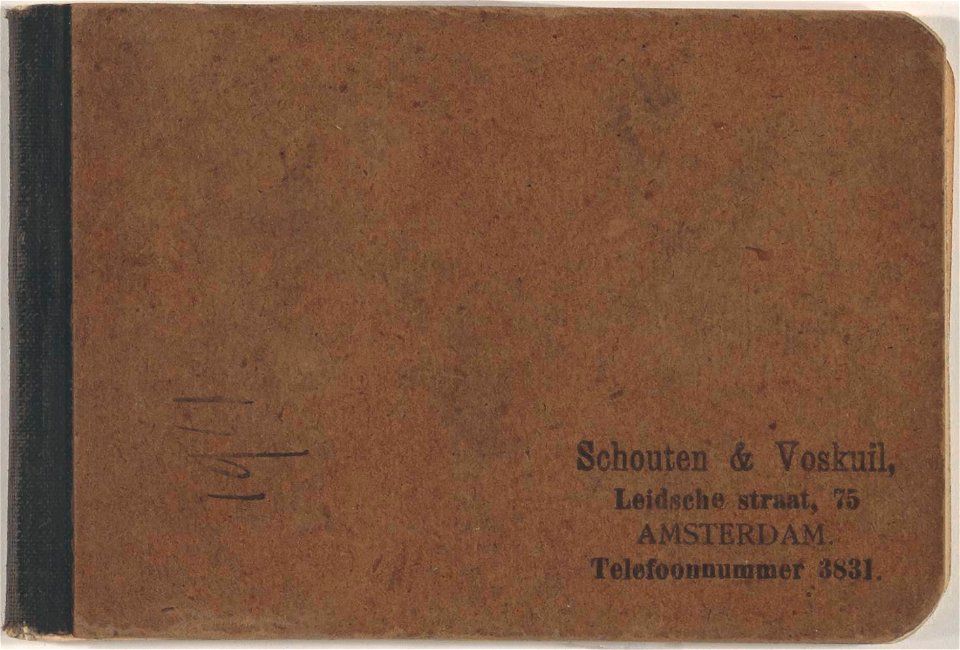 Schouten & Voskuil,
Leidsche straat, 75
AMSTERDAM.
Telefoonnummer 3831.